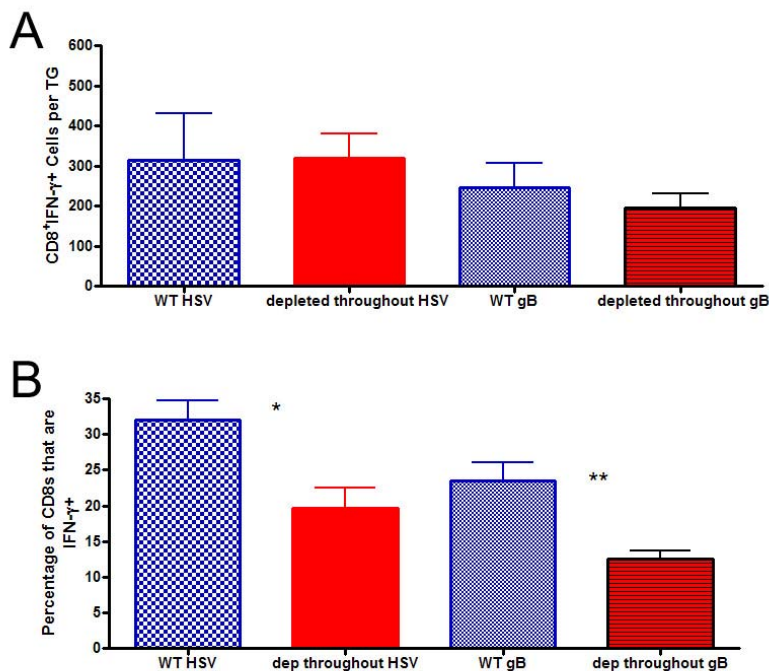 A
CD8⁺IFN-γ+ Cells per TG
600
500
400
300
200
100
0
WT HSV
depleted throughout HSV
WT gB
depleted throughout gB
B
Percentage of CD8s that are
IFN-γ+
35
30
25
20
15
10
5
0
*
**
WT HSV
dep throughout HSV
WT gB
dep throughout gB